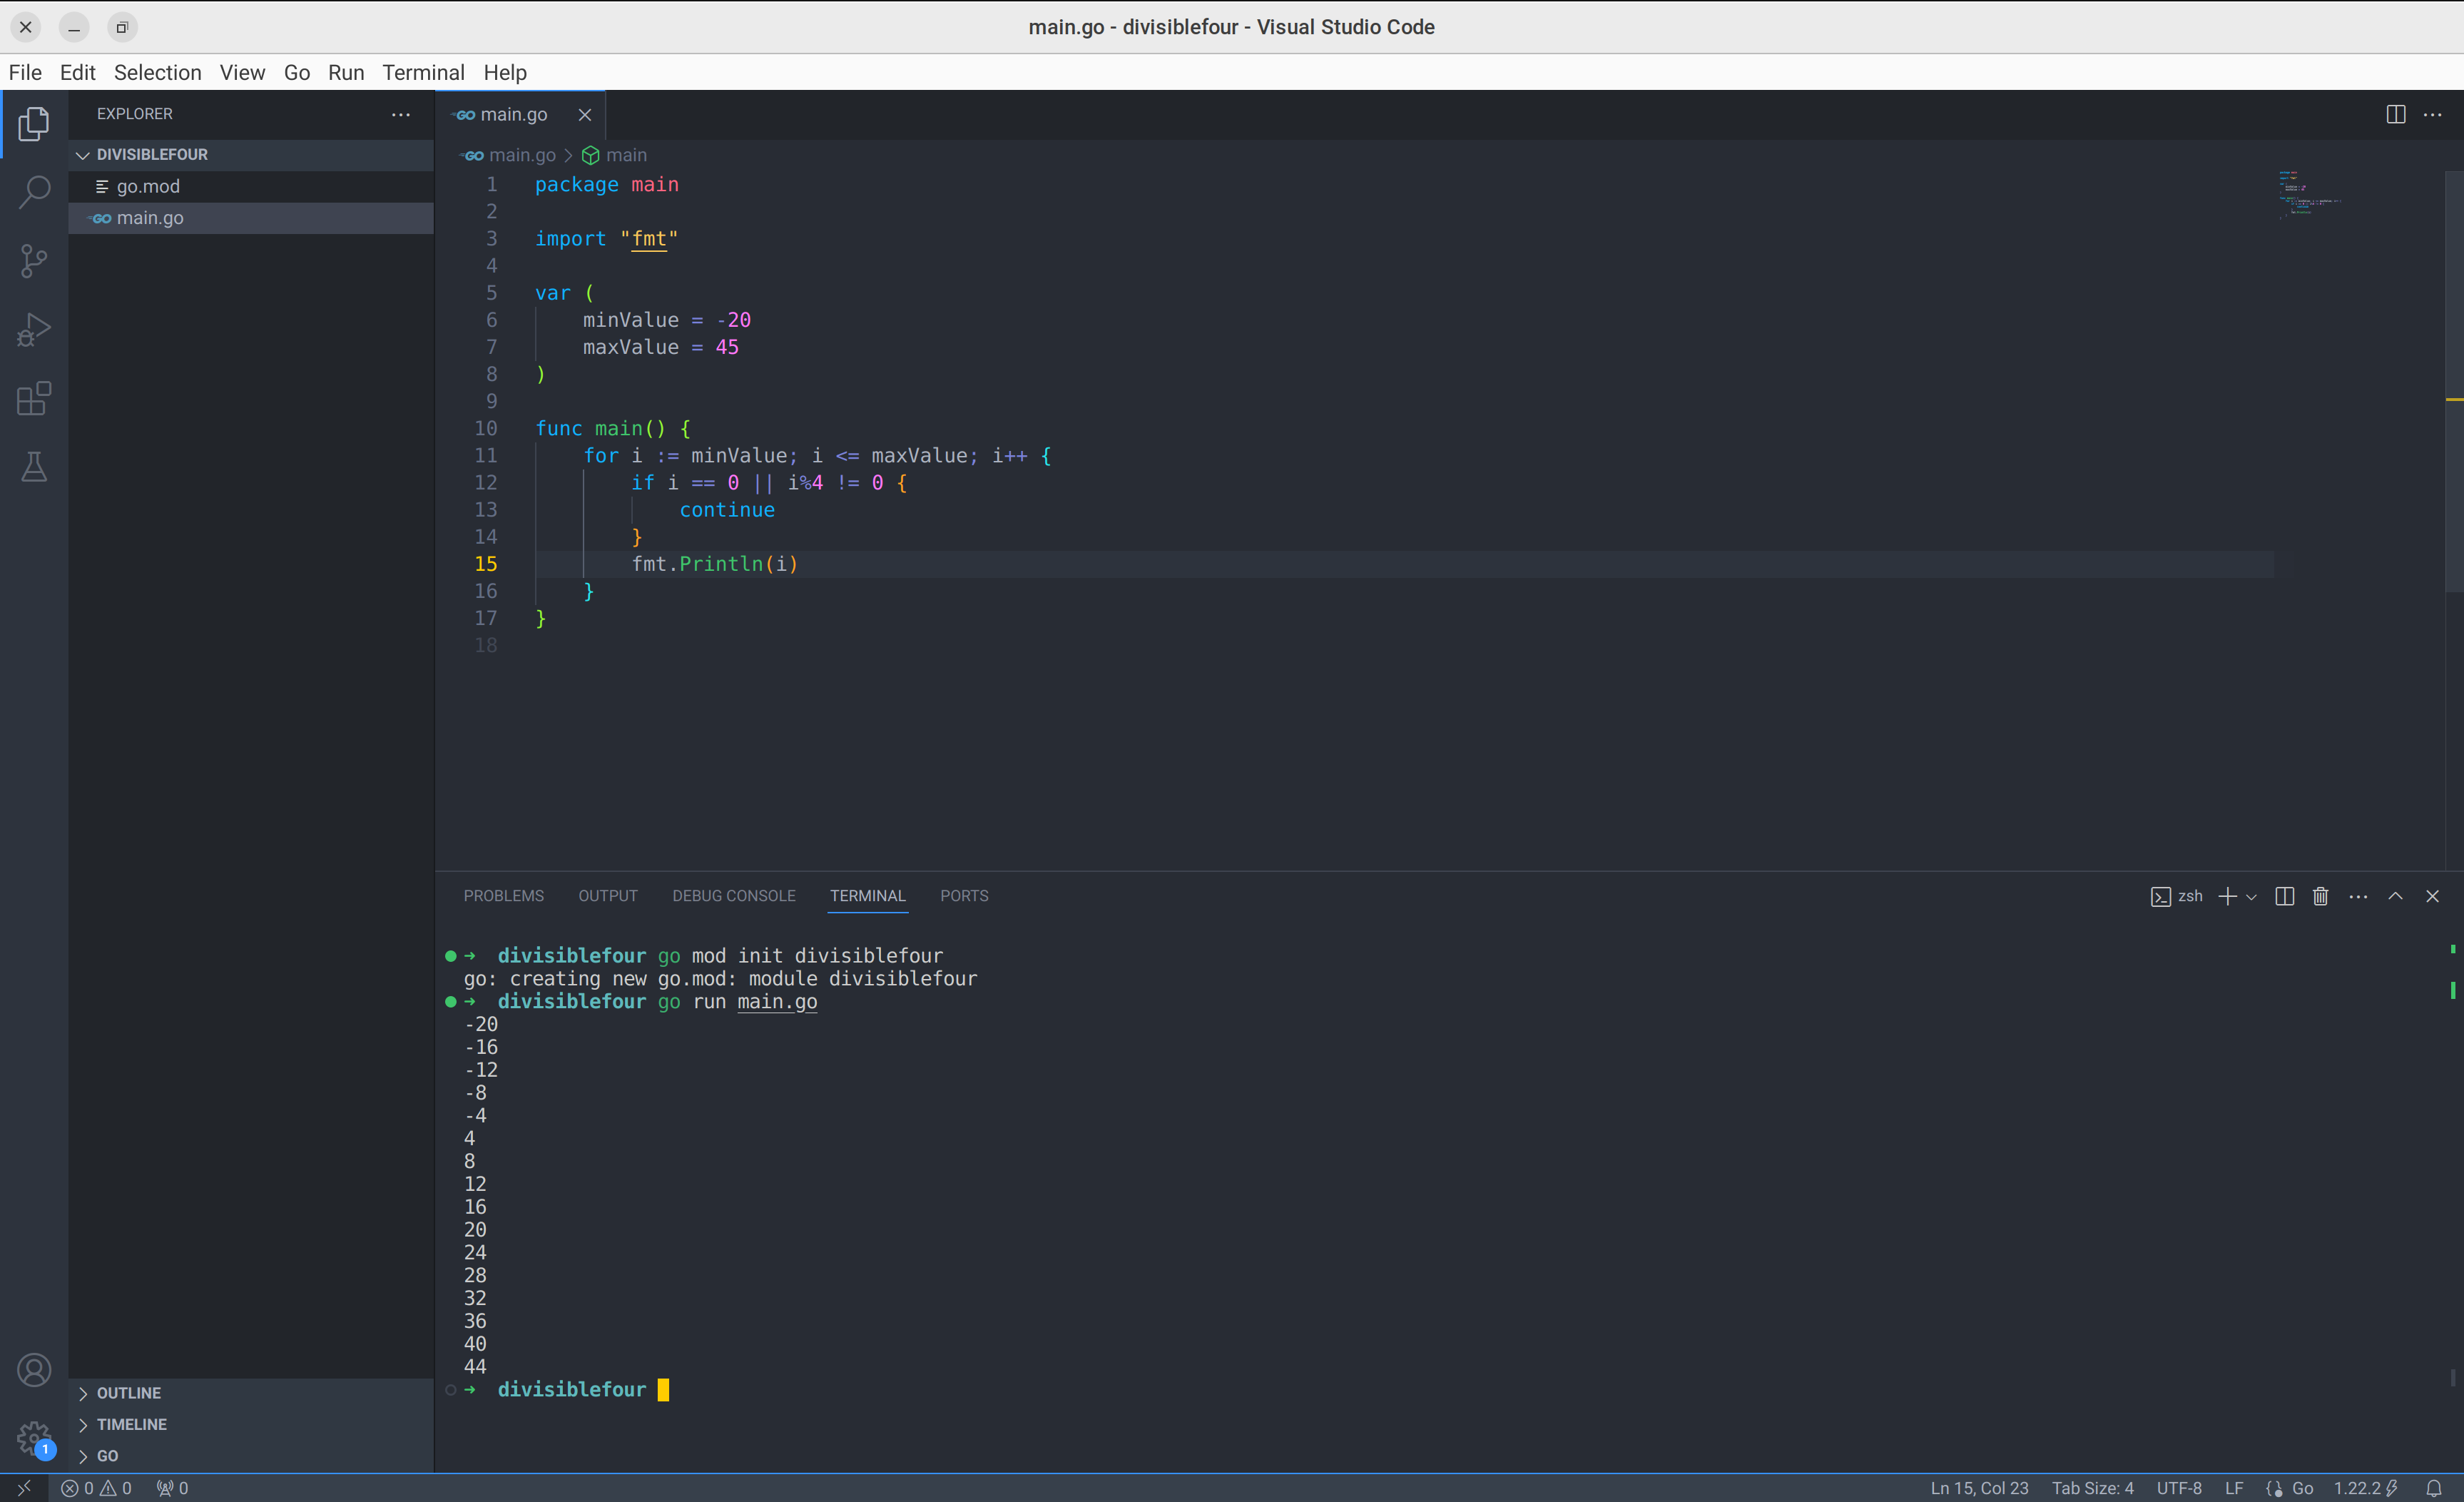 main.go - divisiblefour - Visual Studio Code
File Edit Selection View Go Run Terminal Help
EXPLORER
DIVISIBLEFOUR
go.mod
GO main.go
GO main.go
GO main.go > main
1 package main
2
3 import "fmt"
4
5 var (
6     minValue = -20
7     maxValue = 45
8 )
9
10 func main() {
11     for i := minValue; i <= maxValue; i++ {
12         if i == 0 || i%4 != 0 {
13             continue
14         }
15         fmt.Println(i)
16     }
17 }
18
PROBLEMS OUTPUT DEBUG CONSOLE TERMINAL PORTS
zsh
➜ divisiblefour go mod init divisiblefour
go: creating new go.mod: module divisiblefour
➜ divisiblefour go run main.go
-20
-16
-12
-8
-4
4
8
12
16
20
24
28
32
36
40
44
➜ divisiblefour
OUTLINE
TIMELINE
GO
1
0 0 0
Ln 15, Col 23 Tab Size: 4 UTF-8 LF Go 1.22.2